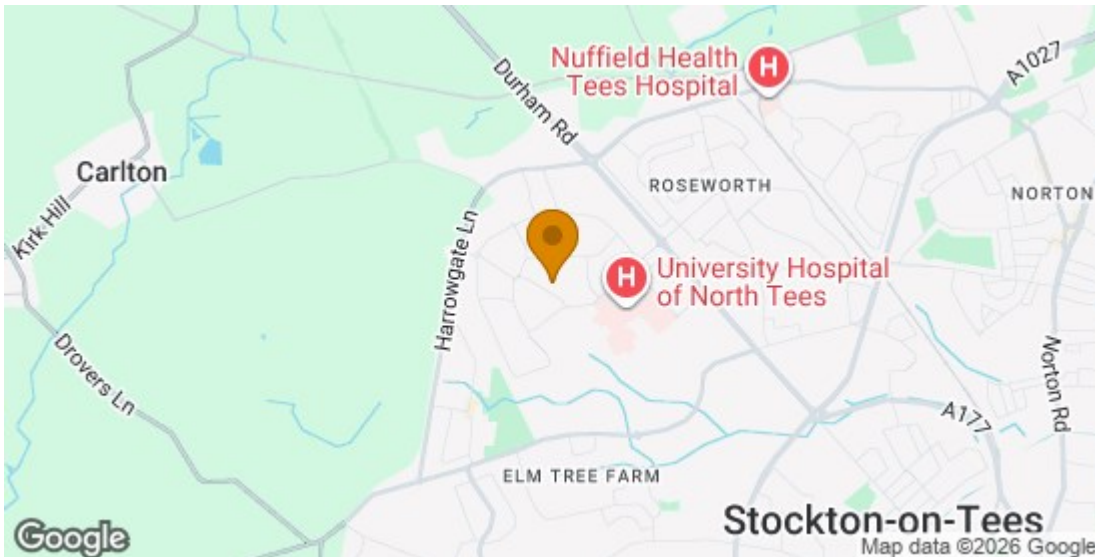 Nuffield Health
Tees Hospital
H
A1027
Durham Rd
Carlton
ROSEWORTH
NORTON
Kirk Hill
Harrowgate Ln
H
University Hospital
of North Tees
Drovers Ln
Norton Rd
A177
ELM TREE FARM
Stockton-on-Tees
Google
Map data ©2026 Google